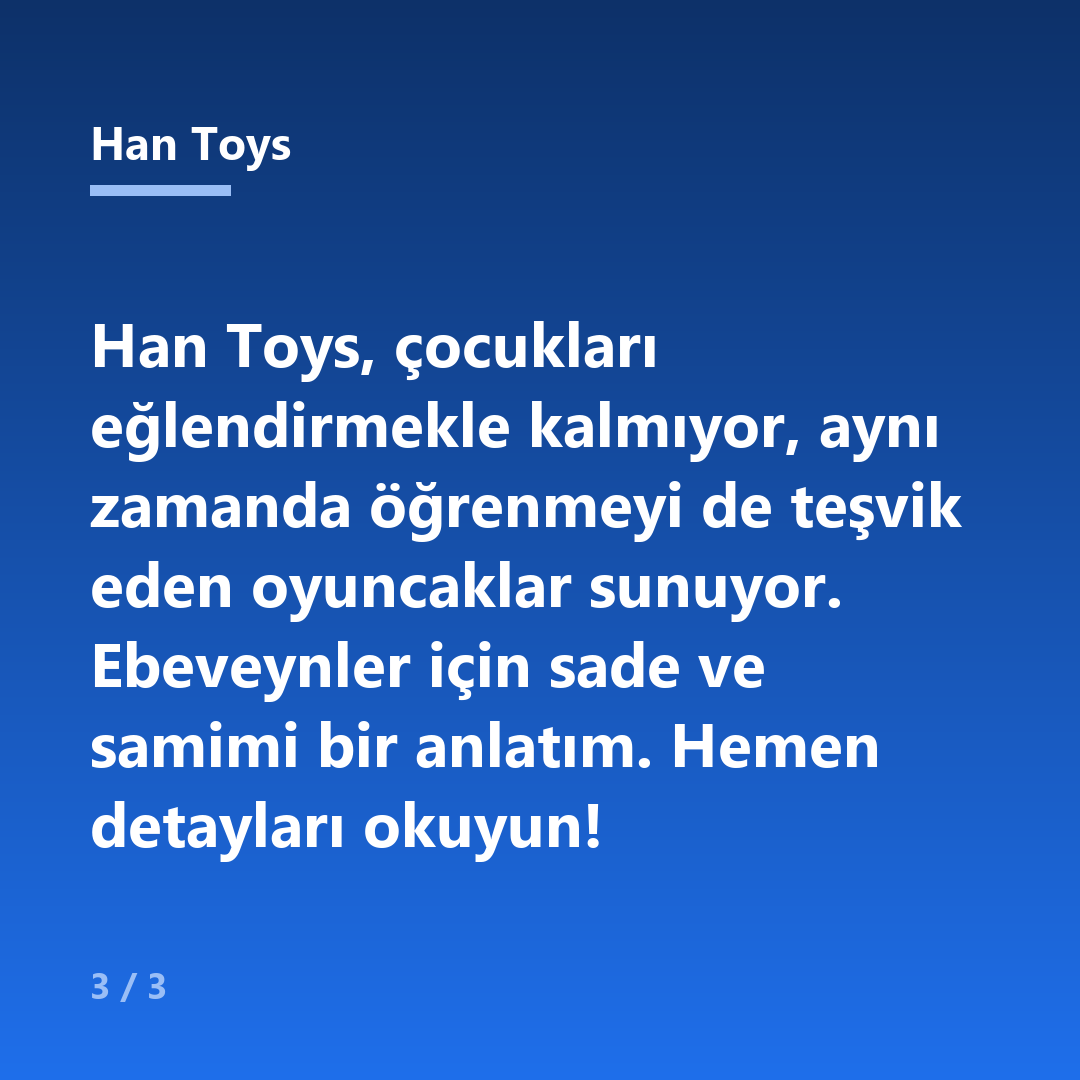 Han Toys
Han Toys, çocukları
eğlendirmekle kalmıyor, aynı
zamanda öğrenmeyi de teşvik
eden oyuncaklar sunuyor.
Ebeveynler için sade ve
samimi bir anlatım. Hemen
detayları okuyun!
3 / 3